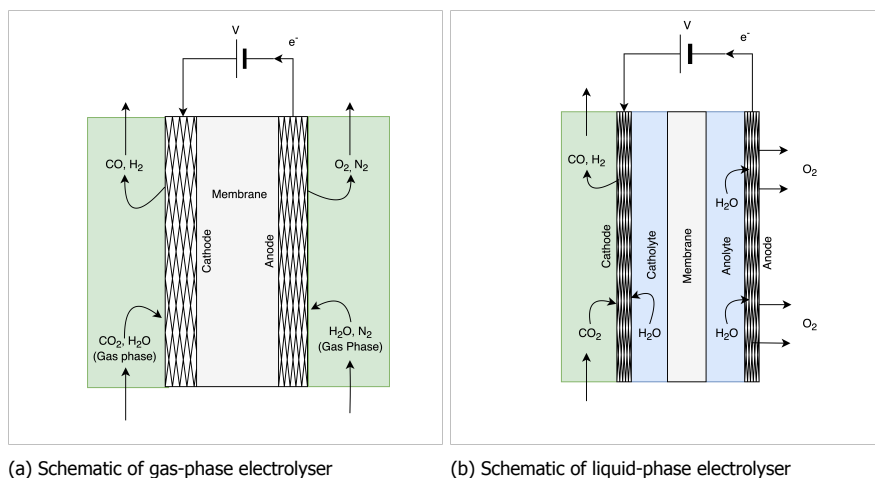 V
e-
CO, H2
O2, N2
Membrane
Cathode
Anode
CO2, H2O
(Gas phase)
H2O, N2
(Gas Phase)
(a) Schematic of gas-phase electrolyser
V
e-
CO, H2
O2
H2O
Cathode
Catholyte
Membrane
Anolyte
Anode
CO2
H2O
H2O
O2
(b) Schematic of liquid-phase electrolyser